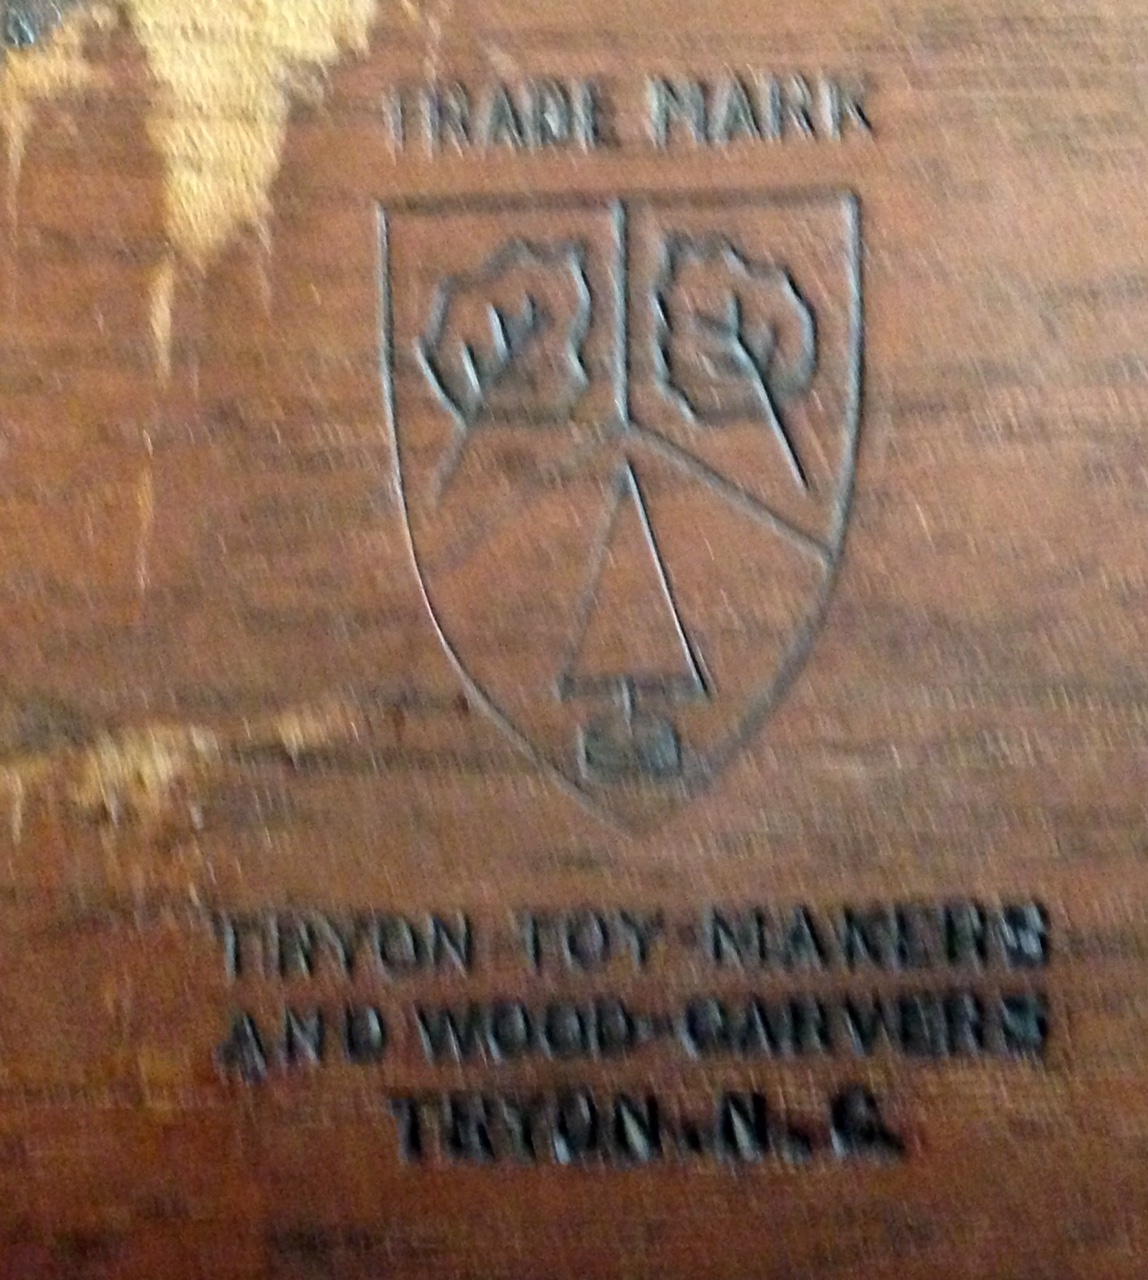 TRADE MARK
TRYON TOY MAKERS
AND WOOD-CARVERS
TRYON. N. C.